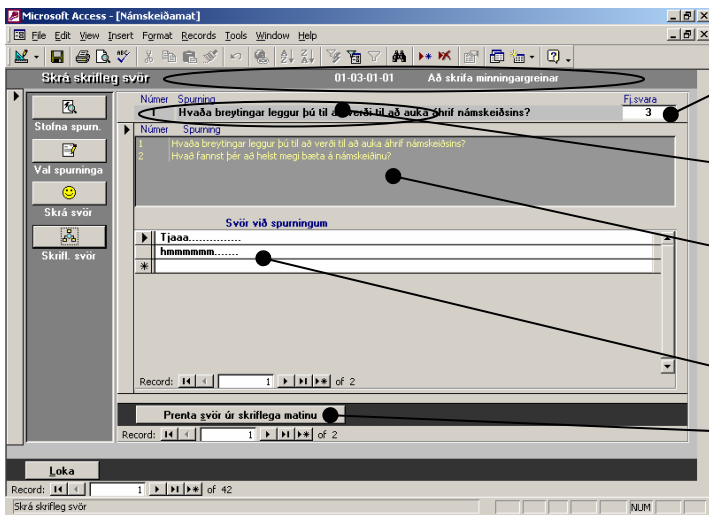 Microsoft Access - [Námskeiðamat]
File Edit View Insert Format Records Tools Window Help
Skrá skrifleg svör 01-03-01-01 Að skrifa minningargreinar
Númer Spurning Fj.svara
1 Hvaða breytingar leggur þú til að verði til að auka áhrif námskeiðsins? 3
Stofna spurn.
Númer Spurning
1 Hvaða breytingar leggur þú til að verði til að auka áhrif námskeiðsins?
2 Hvað fannst þér að helst megi bæta á námskeiðinu?
Val spurninga
Skrá svör
Svör við spurningum
Tjaaa...............
hmmmmmm.......
Skrifl. svör
Record: 1 of 2
Prenta svör úr skriflega matinu
Record: 1 of 2
Loka
Record: 1 of 42
Skrá skrifleg svör NUM